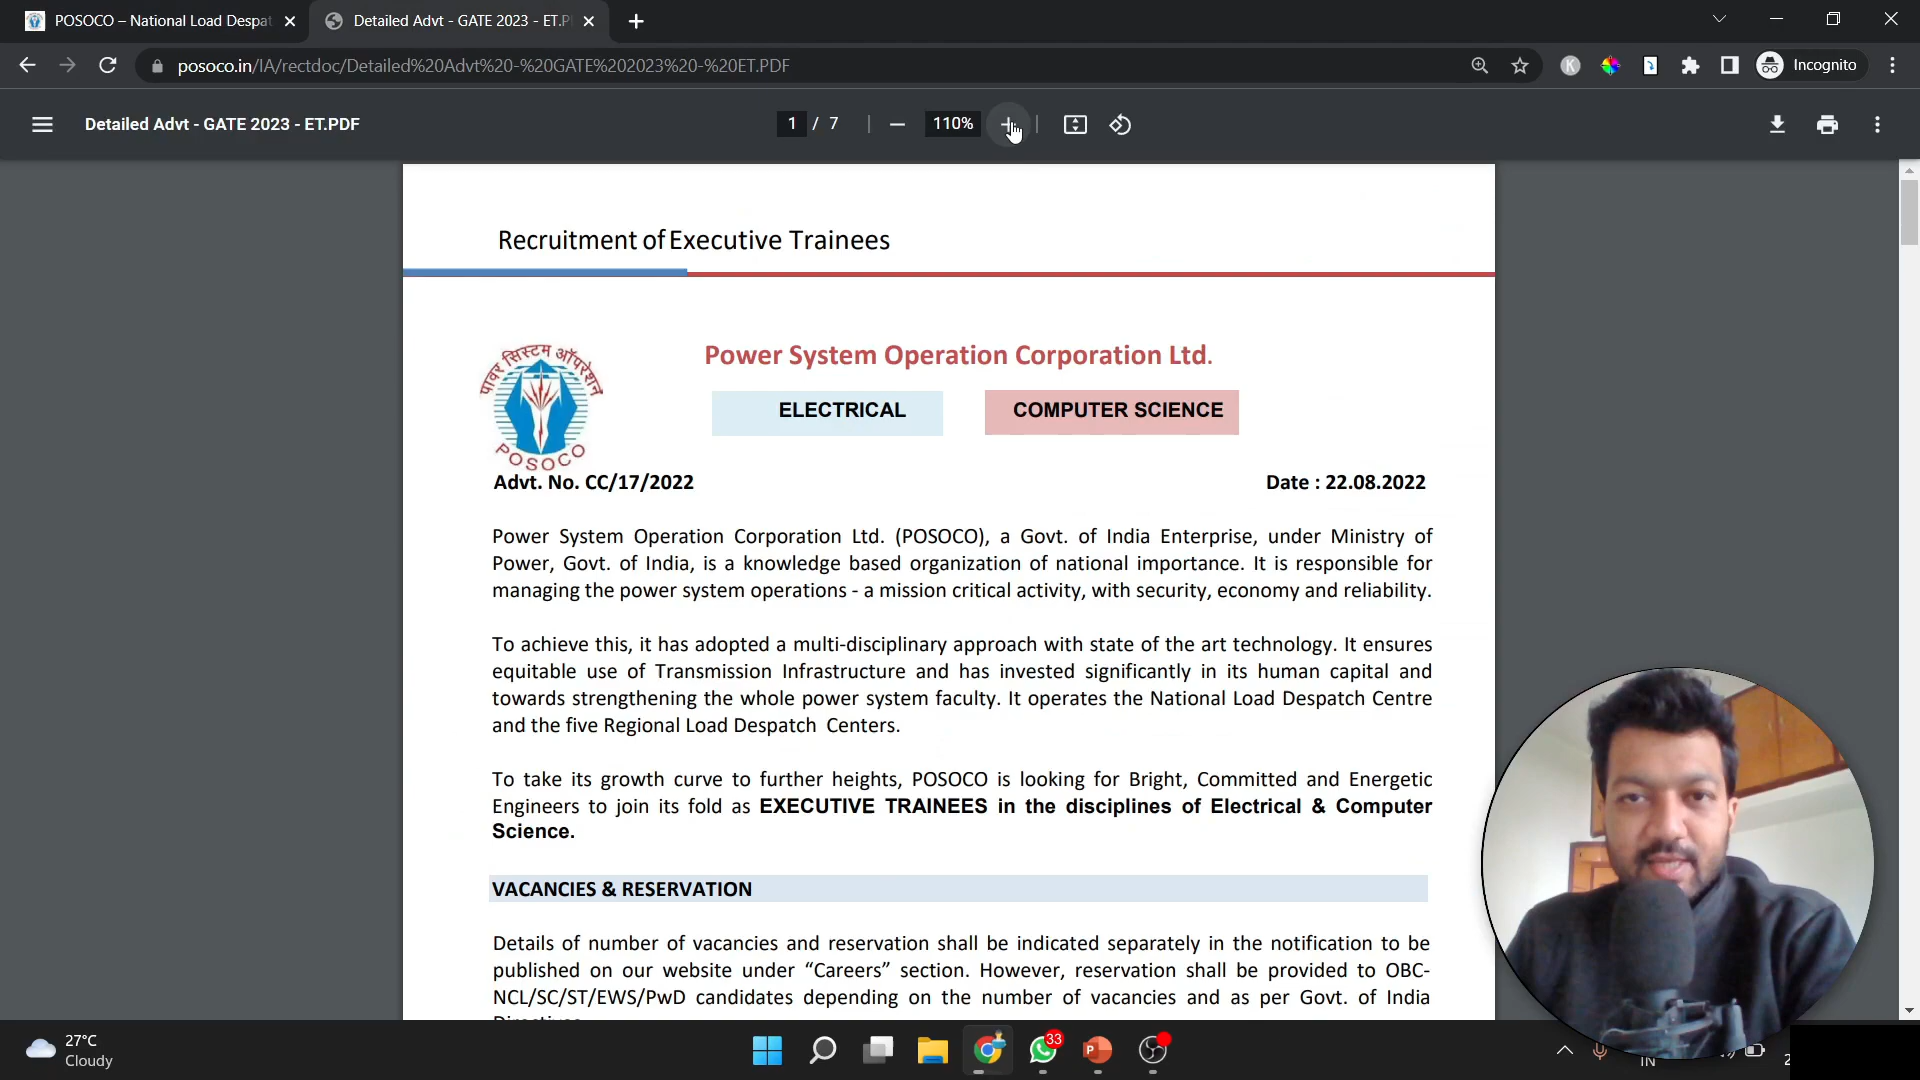 POSOCO – National Load Despa
Detailed Advt - GATE 2023 - ET.P
posoco.in/IA/rectdoc/Detailed%20Advt%20-%20GATE%202023%20-%20ET.PDF
Incognito
Detailed Advt - GATE 2023 - ET.PDF
1 / 7
110%
Recruitment of Executive Trainees
पावर सिस्टम ऑपरेशन
POSOCO
Power System Operation Corporation Ltd.
ELECTRICAL
COMPUTER SCIENCE
Advt. No. CC/17/2022
Date : 22.08.2022
Power System Operation Corporation Ltd. (POSOCO), a Govt. of India Enterprise, under Ministry of
Power, Govt. of India, is a knowledge based organization of national importance. It is responsible for
managing the power system operations - a mission critical activity, with security, economy and reliability.
To achieve this, it has adopted a multi-disciplinary approach with state of the art technology. It ensures
equitable use of Transmission Infrastructure and has invested significantly in its human capital and
towards strengthening the whole power system faculty. It operates the National Load Despatch Centre
and the five Regional Load Despatch Centers.
To take its growth curve to further heights, POSOCO is looking for Bright, Committed and Energetic
Engineers to join its fold as EXECUTIVE TRAINEES in the disciplines of Electrical & Computer
Science.
VACANCIES & RESERVATION
Details of number of vacancies and reservation shall be indicated separately in the notification to be
published on our website under “Careers” section. However, reservation shall be provided to OBC-
NCL/SC/ST/EWS/PwD candidates depending on the number of vacancies and as per Govt. of India
27°C
Cloudy
33
IN